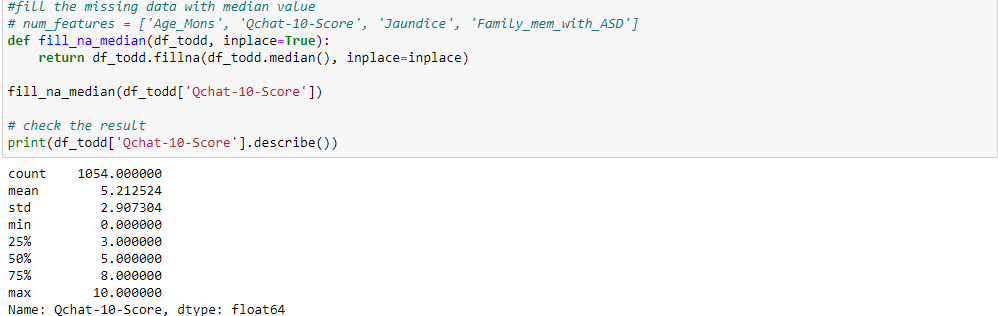 #fill the missing data with median value
# num_features = ['Age_Mons', 'Qchat-10-Score', 'Jaundice', 'Family_mem_with_ASD']
def fill_na_median(df_todd, inplace=True):
    return df_todd.fillna(df_todd.median(), inplace=inplace)
fill_na_median(df_todd['Qchat-10-Score'])
# check the result
print(df_todd['Qchat-10-Score'].describe())
count    1054.000000
mean        5.212524
std         2.907304
min         0.000000
25%         3.000000
50%         5.000000
75%         8.000000
max        10.000000
Name: Qchat-10-Score, dtype: float64